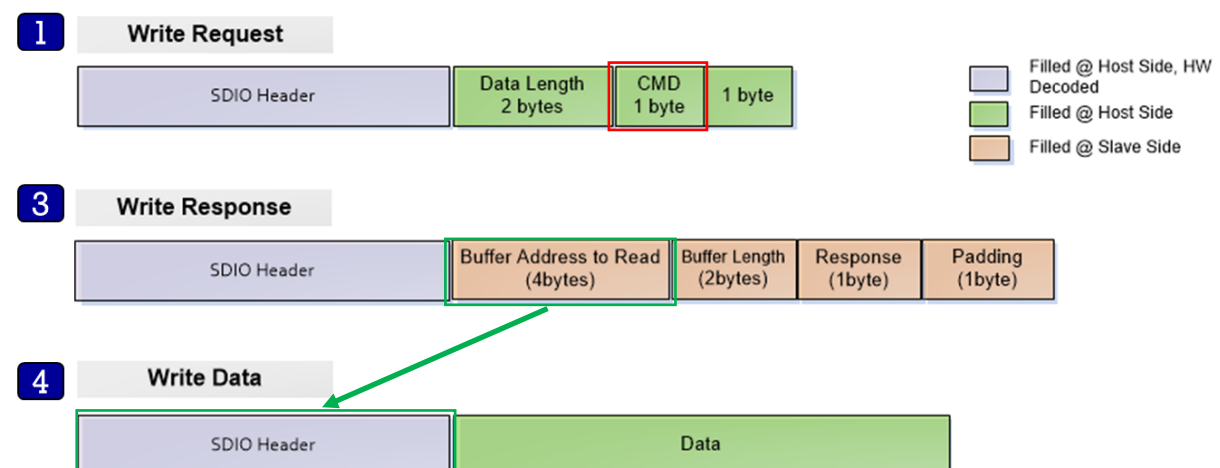 1
Write Request
SDIO Header
Data Length
2 bytes
CMD
1 byte
1 byte
Filled @ Host Side, HW
Decoded
Filled @ Host Side
Filled @ Slave Side
3
Write Response
SDIO Header
Buffer Address to Read
(4bytes)
Buffer Length
(2bytes)
Response
(1byte)
Padding
(1byte)
4
Write Data
SDIO Header
Data